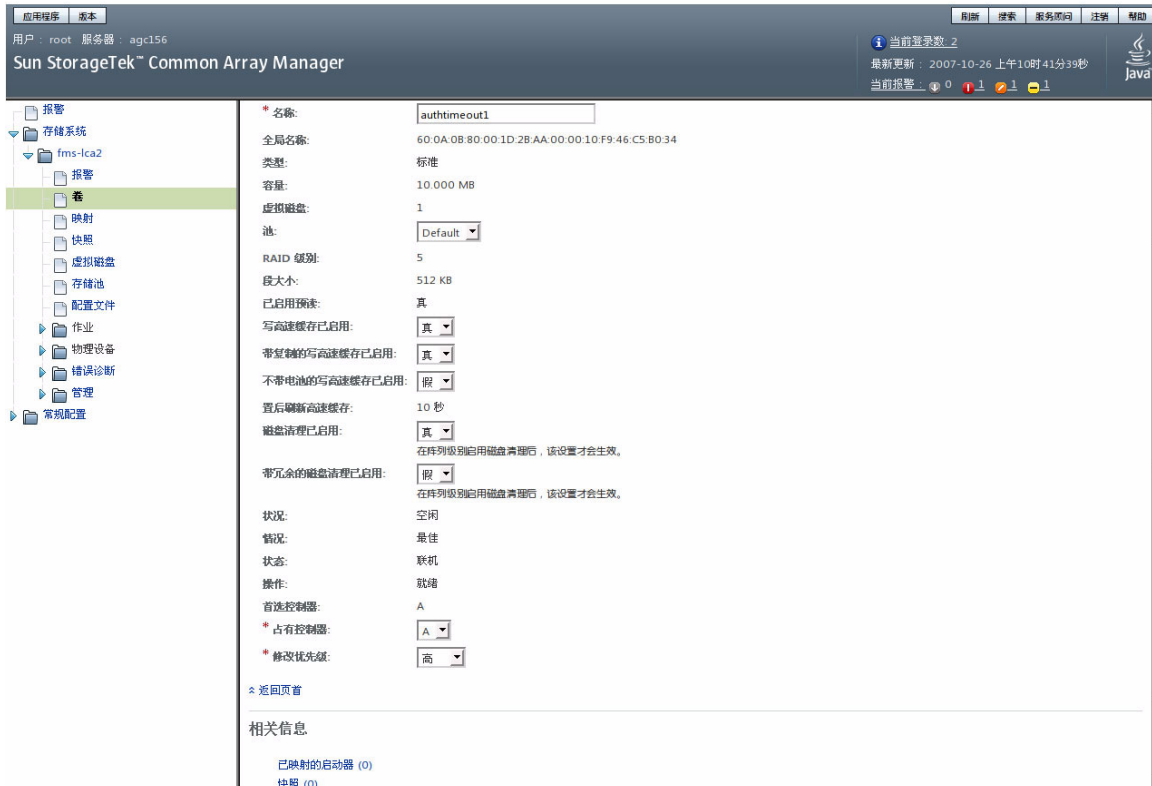 应用程序 版本 刷新 搜索 服务顾问 注销 帮助
用户： root 服务器： agc156
当前登录数: 2
Sun StorageTek™ Common Array Manager
最新更新： 2007-10-26 上午10时41分39秒
Java™
当前报警： 0 1 1 1
报警
存储系统
fms-lca2
报警
卷
映射
快照
虚拟磁盘
存储池
配置文件
作业
物理设备
错误诊断
管理
常规配置
* 名称: authtimeout1
全局名称: 60:0A:0B:80:00:1D:2B:AA:00:00:10:F9:46:C5:B0:34
类型: 标准
容量: 10.000 MB
虚拟磁盘: 1
池: Default
RAID 级别: 5
段大小: 512 KB
已启用预读: 真
写高速缓存已启用: 真
带复制的写高速缓存已启用: 真
不带电池的写高速缓存已启用: 假
置后刷新高速缓存: 10 秒
磁盘清理已启用: 真
在阵列级别启用磁盘清理后，该设置才会生效。
带冗余的磁盘清理已启用: 假
在阵列级别启用磁盘清理后，该设置才会生效。
状况: 空闲
情况: 最佳
状态: 联机
操作: 就绪
首选控制器: A
* 占有控制器: A
* 修改优先级: 高
返回页首
相关信息
已映射的启动器 (0)
快照 (0)